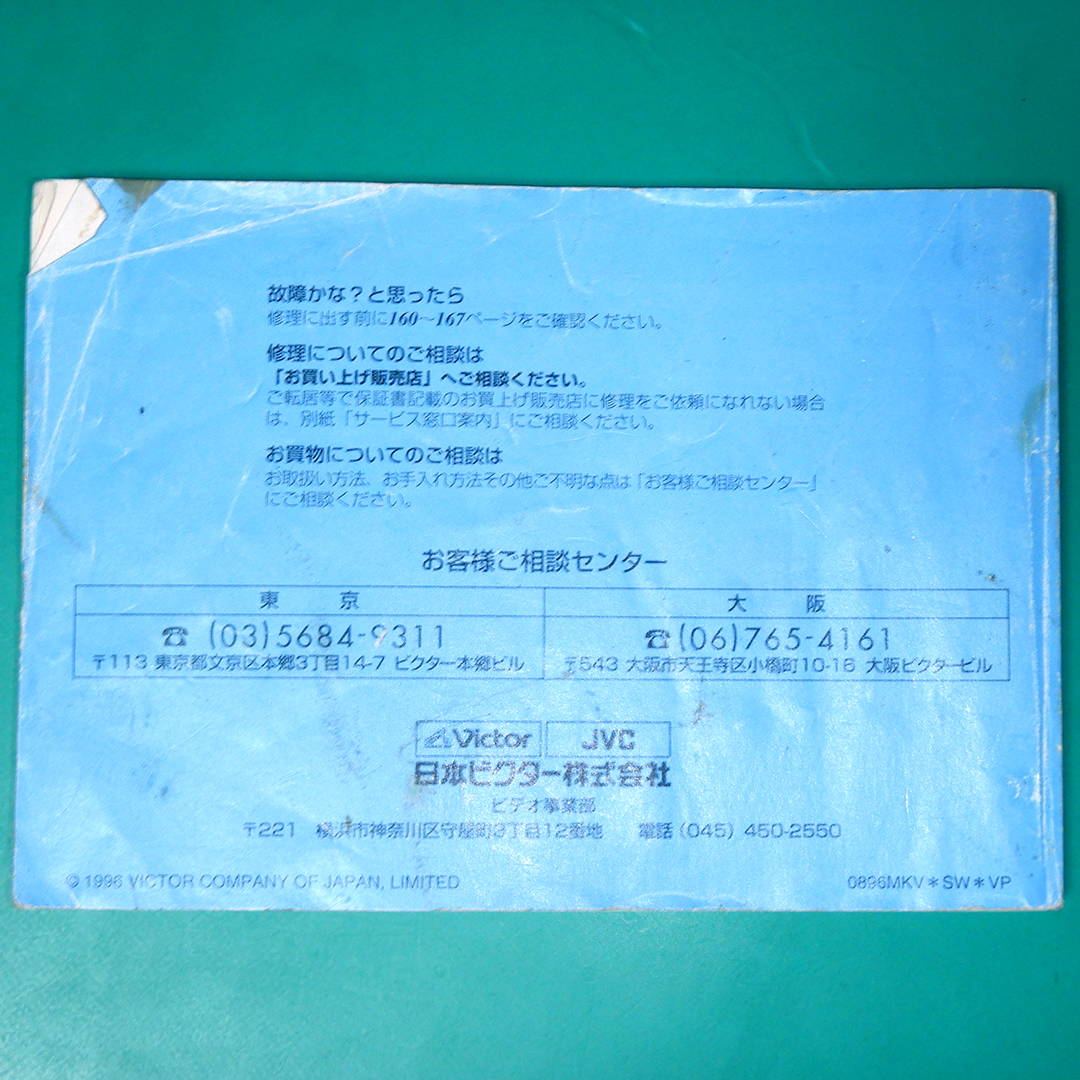 故障かな?と思ったら
修理に出す前に160〜167ページをご確認ください。
修理についてのご相談は
「お買い上げ販売店」へご相談ください。
ご転居等で保証書記載のお買上げ販売店に修理をご依頼になれない場合
は、別紙「サービス窓口案内」にご相談ください。
お買物についてのご相談は
お取扱い方法、お手入れ方法その他ご不明な点は「お客様ご相談センター」
にご相談ください。
お客様ご相談センター
東 京
☎ (03)5684-9311
〒113 東京都文京区本郷3丁目14-7 ビクター本郷ビル
大 阪
☎(06)765-4161
〒543 大阪市天王寺区小橋町10-16 大阪ビクタービル
Victor JVC
日本ビクター株式会社
ビデオ事業部
〒221 横浜市神奈川区守屋町3丁目12番地 電話(045) 450-2550
© 1996 VICTOR COMPANY OF JAPAN, LIMITED
0896MKV*SW*VP